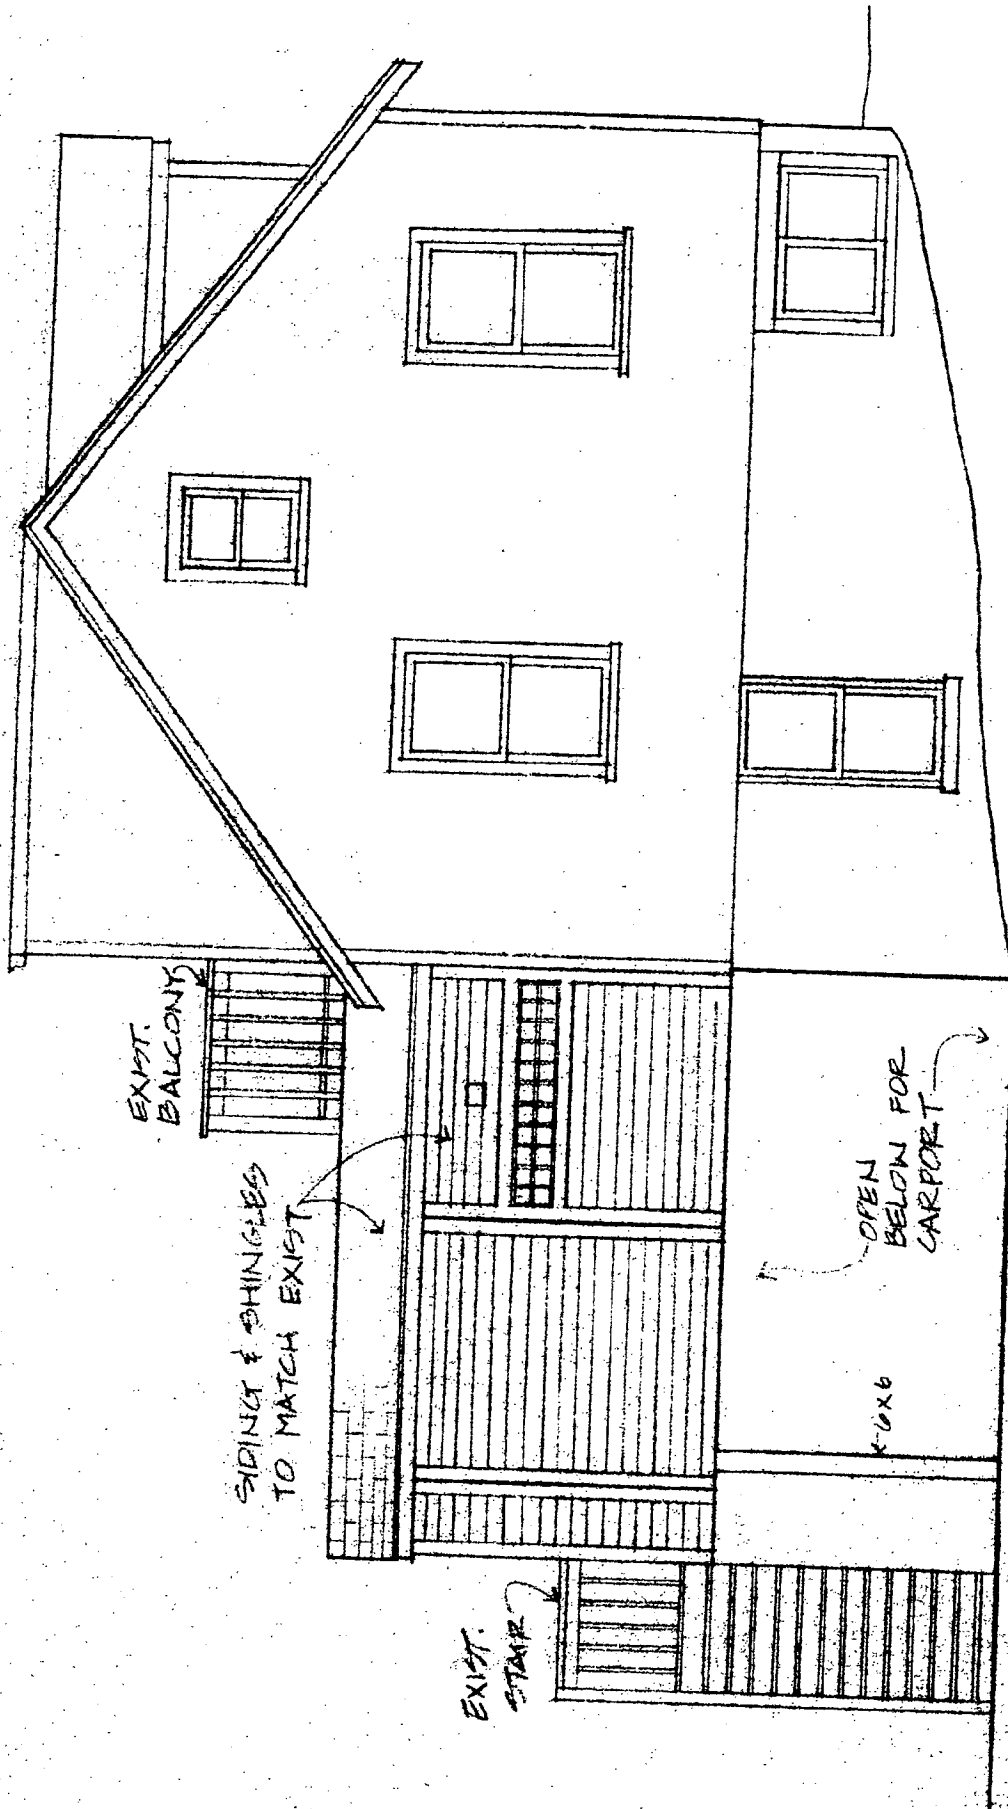 EXIST.
BALCONY
SIDING & SHINGLES
TO MATCH EXIST
EXIST.
STAIR
OPEN
BELOW FOR
CARPORT
6x6